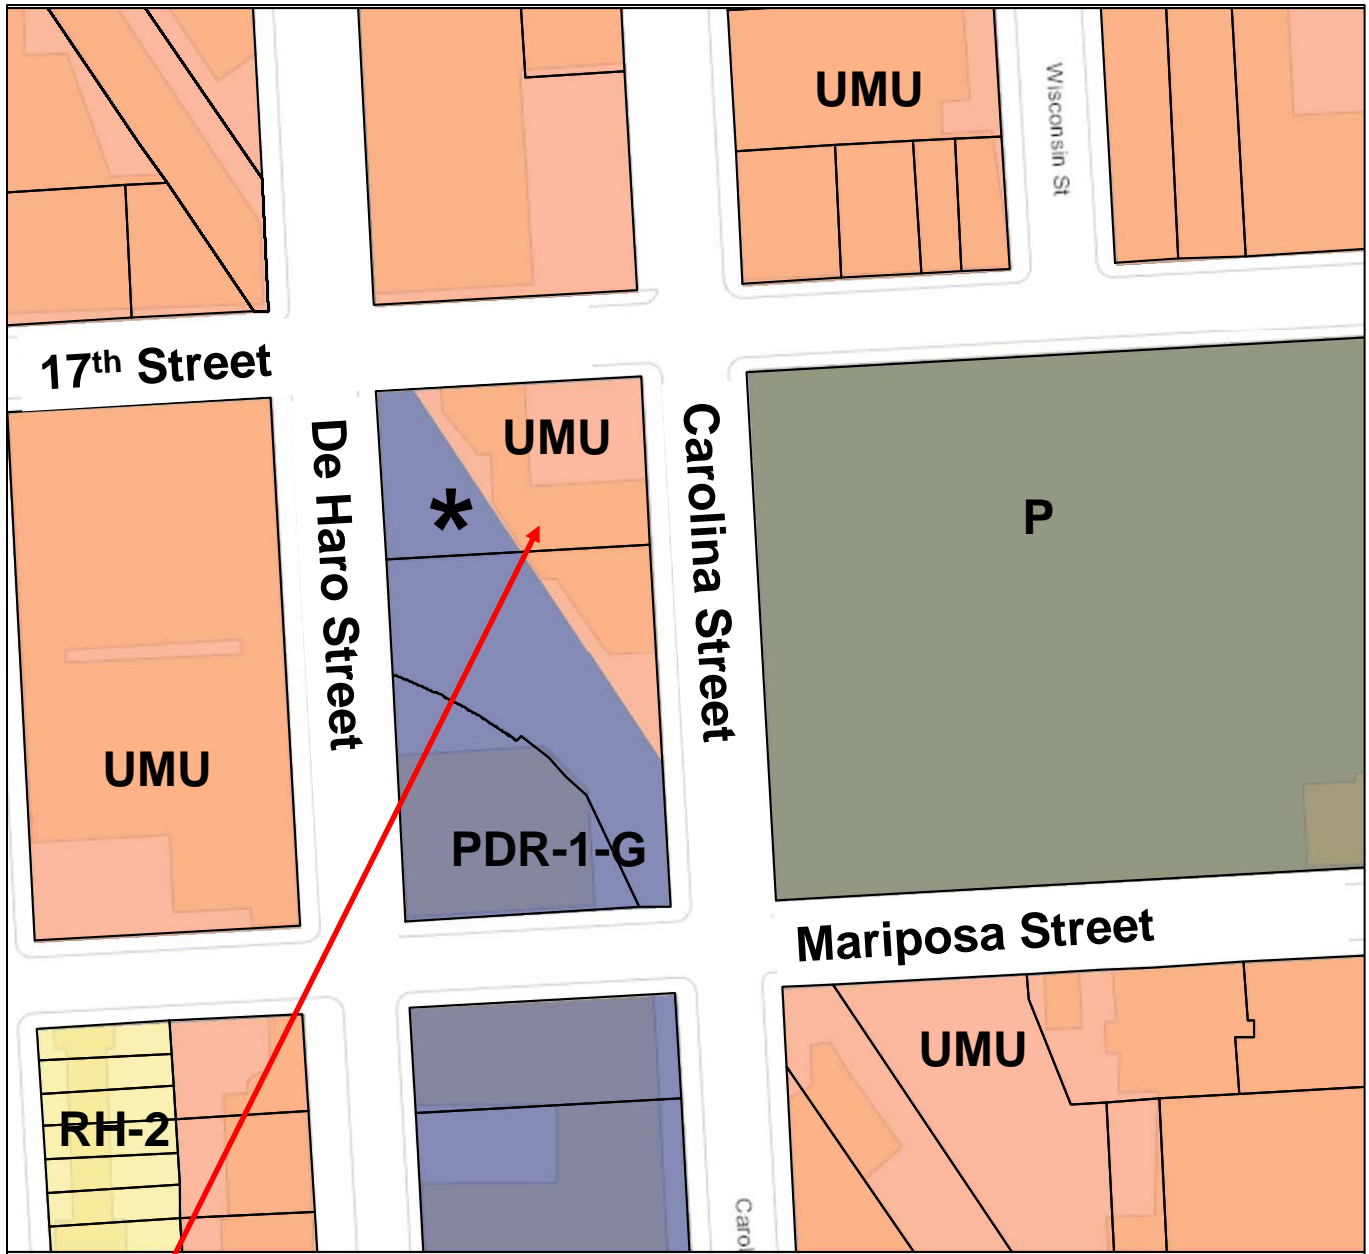 UMU
Wisconsin St
17th Street
UMU
De Haro Street
Carolina Street
*
P
UMU
PDR-1-G
Mariposa Street
UMU
RH-2